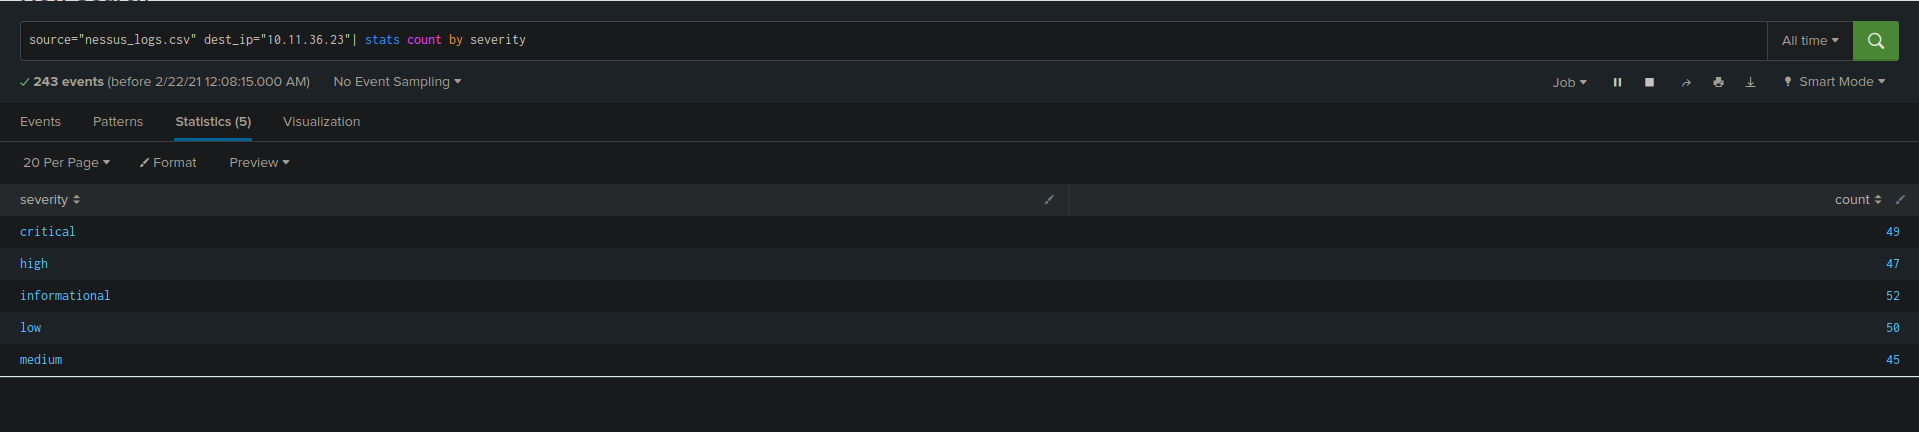 source="nessus_logs.csv" dest_ip="10.11.36.23"| stats count by severity
All time
243 events (before 2/22/21 12:08:15.000 AM) No Event Sampling
Job Smart Mode
Events Patterns Statistics (5) Visualization
20 Per Page Format Preview
severity count
critical 49
high 47
informational 52
low 50
medium 45